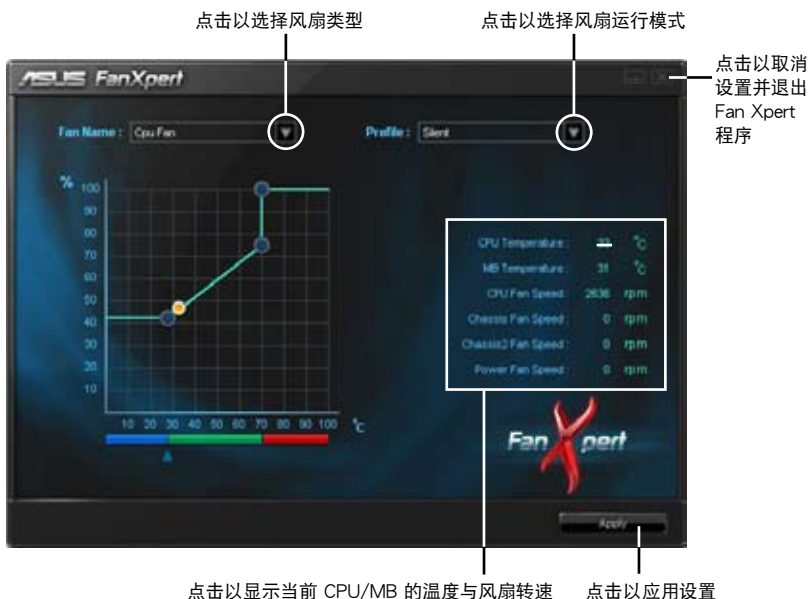 点击以选择风扇类型
点击以选择风扇运行模式
点击以取消
设置并退出
Fan Xpert
程序
ASUS FanXpert
Fan Name : Cpu Fan
Profile : Silent
%
100
90
80
70
60
50
40
30
20
10
10 20 30 40 50 60 70 80 90 100 °C
CPU Temperature : °C
MB Temperature : 31 °C
CPU Fan Speed : 2636 rpm
Chassis Fan Speed : 0 rpm
Chassis2 Fan Speed : 0 rpm
Power Fan Speed : 0 rpm
Fan Xpert
Apply
点击以显示当前 CPU/MB 的温度与风扇转速
点击以应用设置